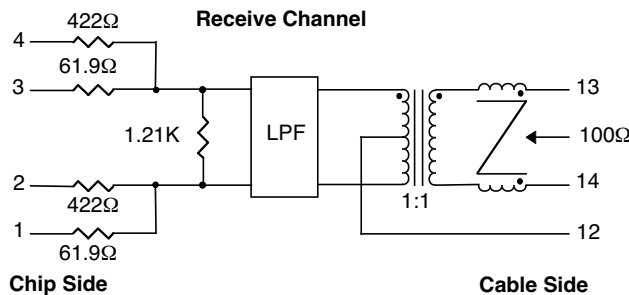 Receive Channel
422Ω
4
61.9Ω
3
13
1.21K
LPF
100Ω
2
422Ω
14
1:1
1
61.9Ω
12
Chip Side
Cable Side